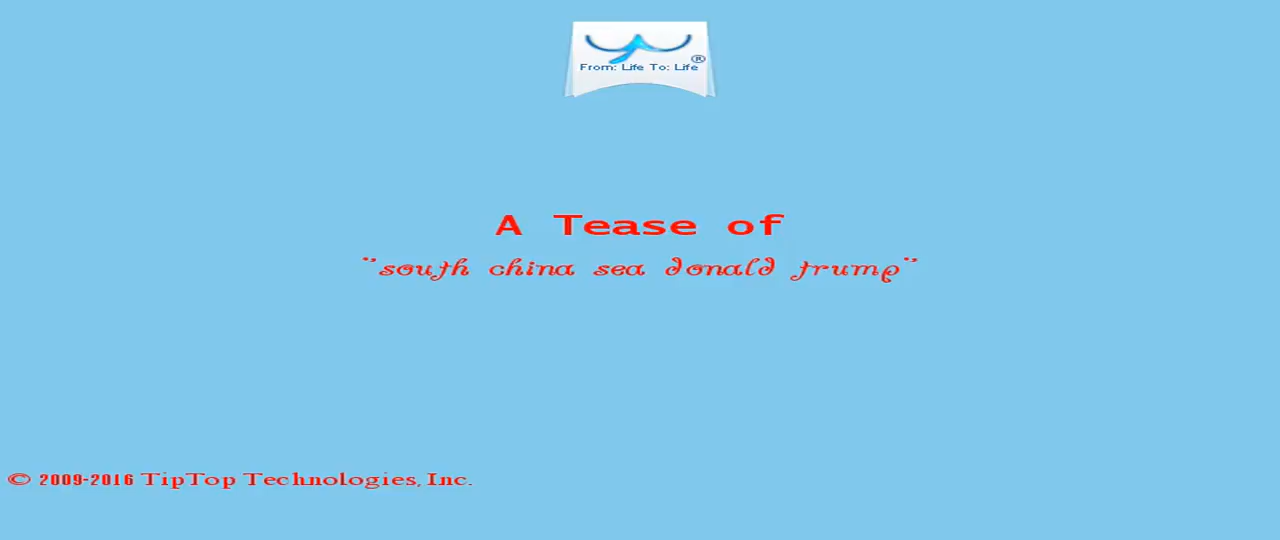 From: Life To: Life ®
A Tease of
"south china sea donald trump"
© 2009-2016 TipTop Technologies, Inc.